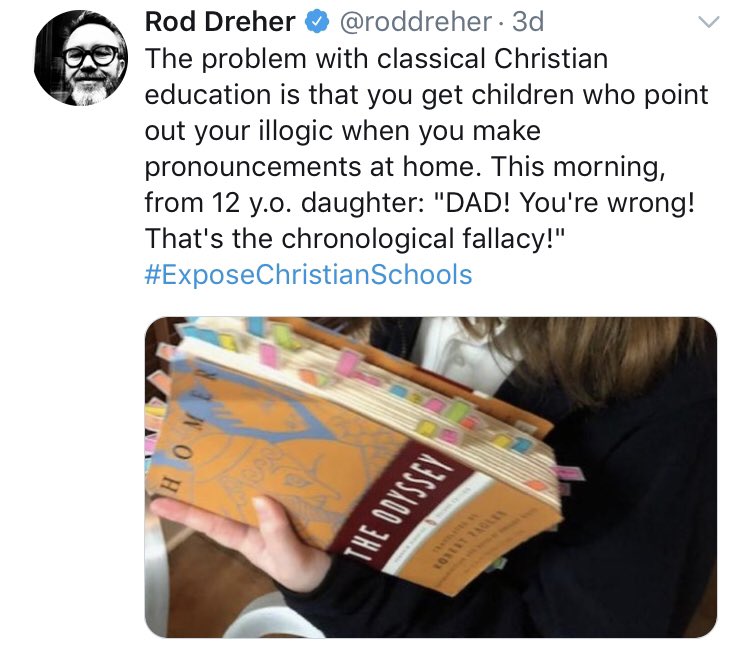 Rod Dreher @roddreher · 3d
The problem with classical Christian
education is that you get children who point
out your illogic when you make
pronouncements at home. This morning,
from 12 y.o. daughter: "DAD! You're wrong!
That's the chronological fallacy!"
#ExposeChristianSchools
HOMER
THE ODYSSEY
TRANSLATED BY
ROBERT FAGLES